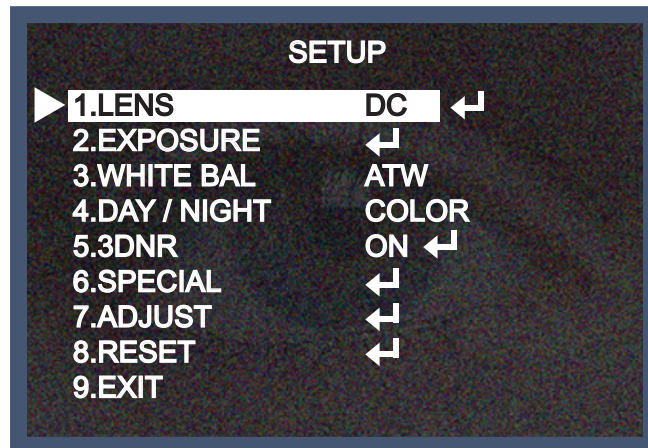 SETUP
1.LENS DC ↵
2.EXPOSURE ↵
3.WHITE BAL ATW
4.DAY / NIGHT COLOR
5.3DNR ON ↵
6.SPECIAL ↵
7.ADJUST ↵
8.RESET ↵
9.EXIT